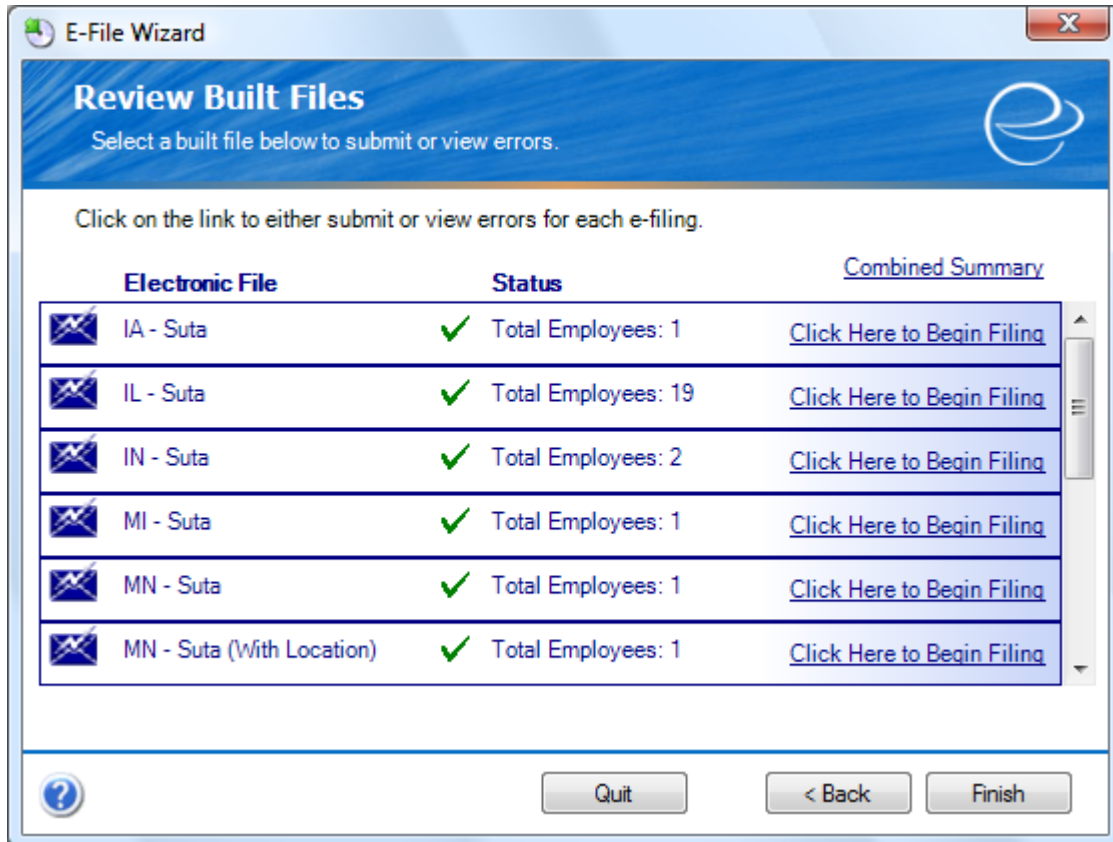 E-File Wizard
Review Built Files
Select a built file below to submit or view errors.
Click on the link to either submit or view errors for each e-filing.
Electronic File Status Combined Summary
IA - Suta Total Employees: 1 Click Here to Begin Filing
IL - Suta Total Employees: 19 Click Here to Begin Filing
IN - Suta Total Employees: 2 Click Here to Begin Filing
MI - Suta Total Employees: 1 Click Here to Begin Filing
MN - Suta Total Employees: 1 Click Here to Begin Filing
MN - Suta (With Location) Total Employees: 1 Click Here to Begin Filing
? Quit < Back Finish